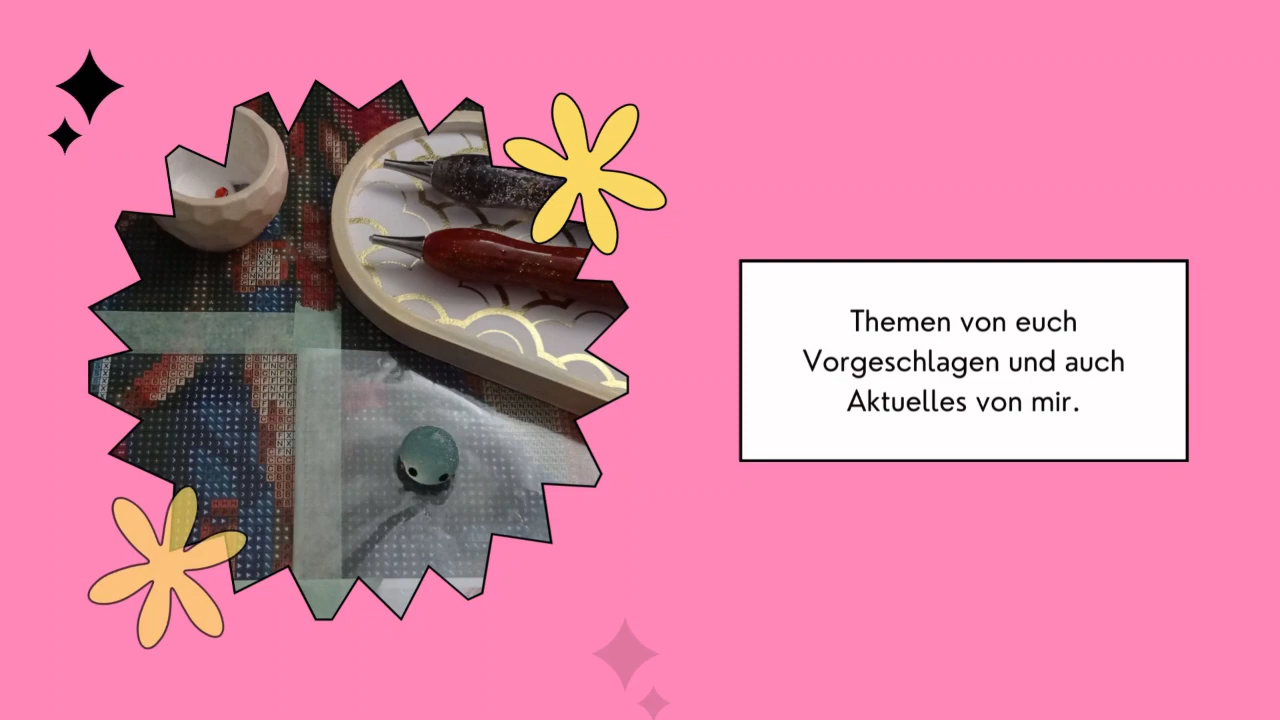 Themen von euch
Vorgeschlagen und auch
Aktuelles von mir.